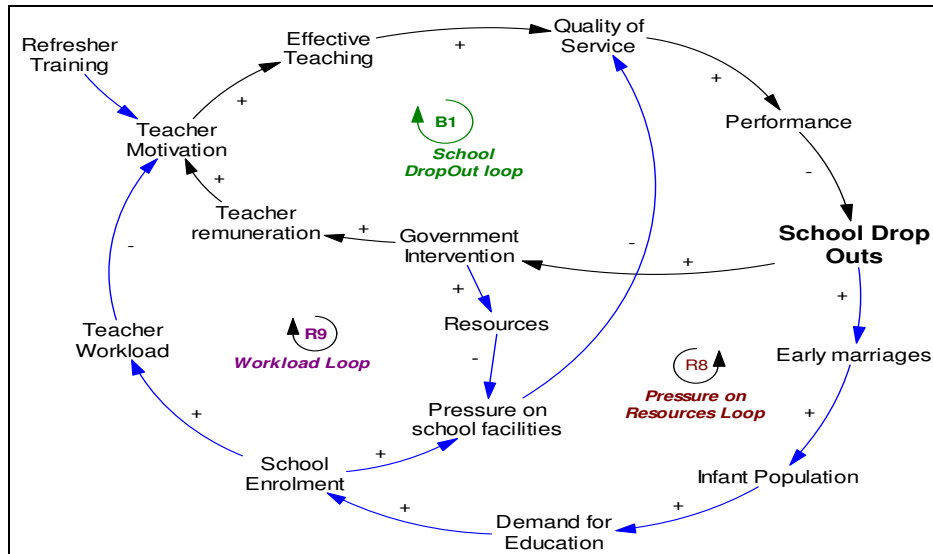 Refresher
Training
Effective
Teaching
+
Quality of
Service
+
+
Teacher
Motivation
B1
School
DropOut loop
Performance
-
+
Teacher
remuneration
+
Government
Intervention
-
+
School Drop
Outs
-
+
Resources
+
Teacher
Workload
R9
Workload Loop
-
R8
Pressure on
Resources Loop
Early marriages
+
Pressure on
school facilities
+
+
School
Enrolment
Infant Population
+
+
Demand for
Education